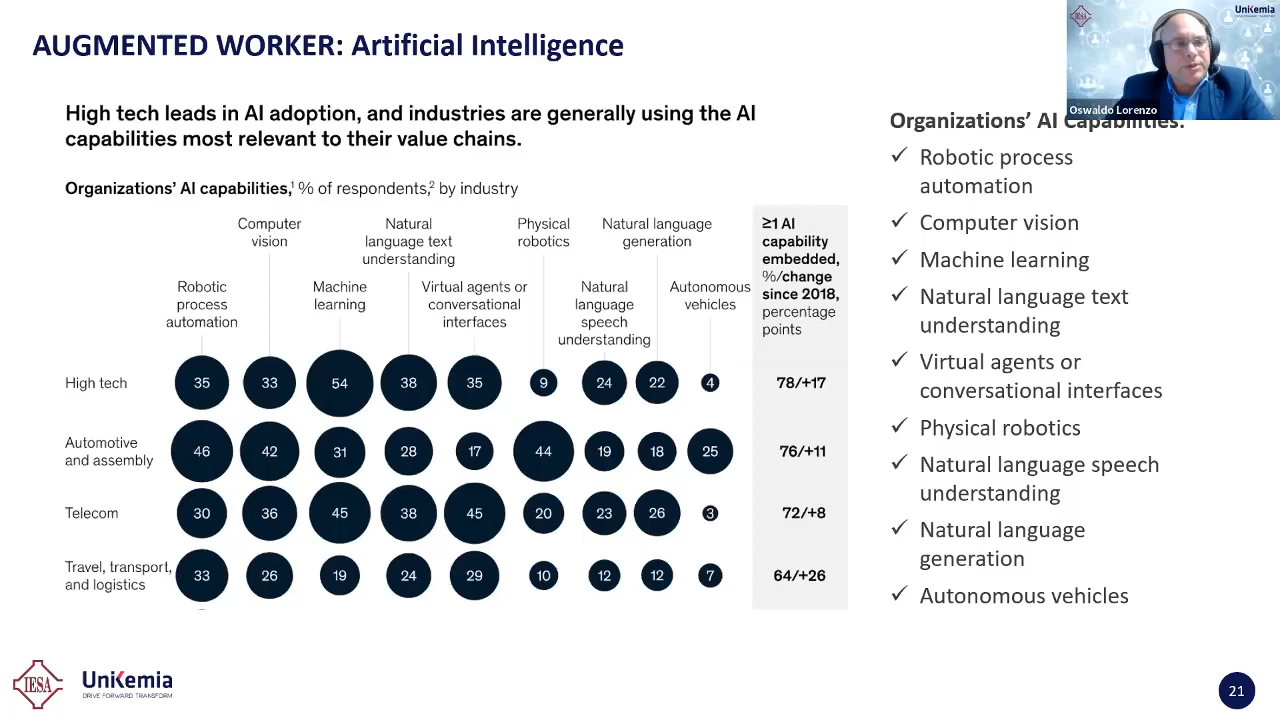 AUGMENTED WORKER: Artificial Intelligence
IESA
UniKemia
DRIVE FORWARD TRANSFORM
Oswaldo Lorenzo
High tech leads in AI adoption, and industries are generally using the AI
capabilities most relevant to their value chains.
Organizations’ AI capabilities,¹ % of respondents,² by industry
Robotic
process
automation
Computer
vision
Machine
learning
Natural
language text
understanding
Virtual agents or
conversational
interfaces
Physical
robotics
Natural
language
speech
understanding
Natural language
generation
Autonomous
vehicles
≥1 AI
capability
embedded,
%/change
since 2018,
percentage
points
High tech
35 33 54 38 35 9 24 22 4 78/+17
Automotive
and assembly
46 42 31 28 17 44 19 18 25 76/+11
Telecom
30 36 45 38 45 20 23 26 3 72/+8
Travel, transport,
and logistics
33 26 19 24 29 10 12 12 7 64/+26
Organizations’ AI Capabilities:
✓ Robotic process
automation
✓ Computer vision
✓ Machine learning
✓ Natural language text
understanding
✓ Virtual agents or
conversational interfaces
✓ Physical robotics
✓ Natural language speech
understanding
✓ Natural language
generation
✓ Autonomous vehicles
IESA
UniKemia
DRIVE FORWARD TRANSFORM
21